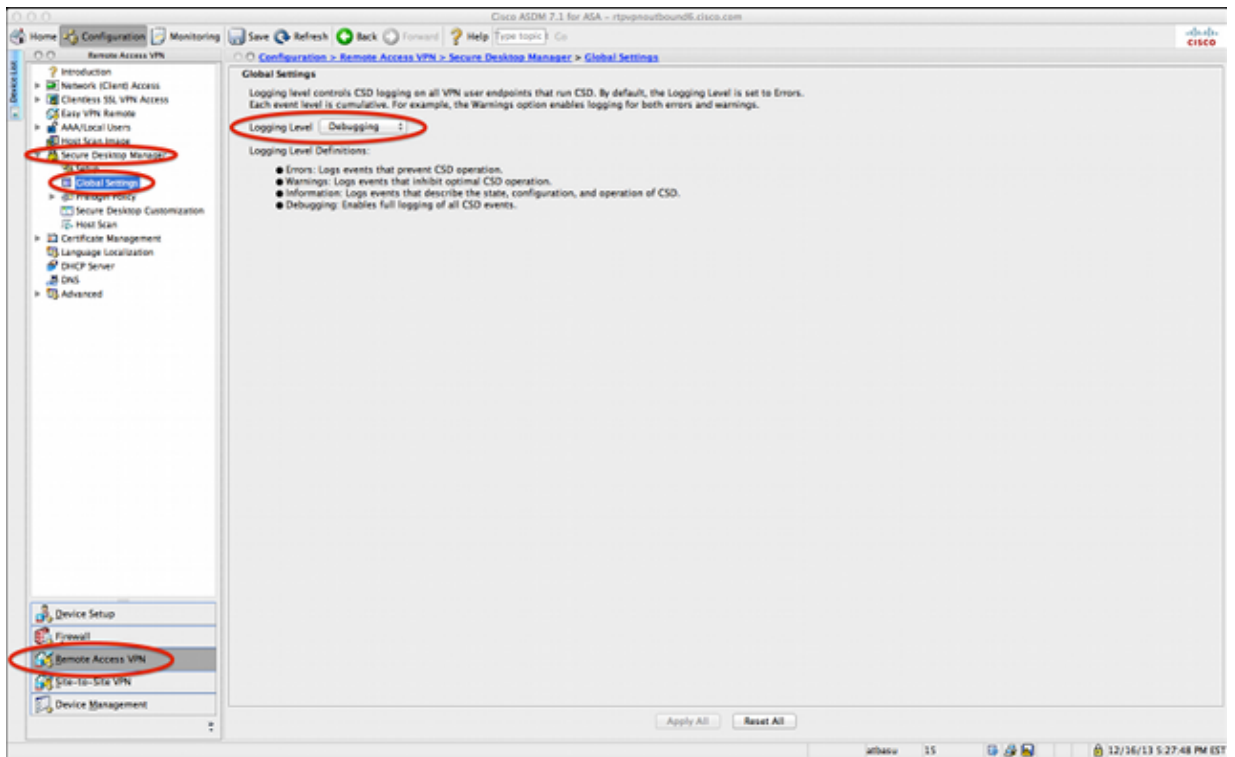 Cisco ASDM 7.1 for ASA - rtpvpnoutbound6.cisco.com
Home Configuration Monitoring Save Refresh Back Forward Help Type topic Go
CISCO
Device List
Remote Access VPN
Configuration > Remote Access VPN > Secure Desktop Manager > Global Settings
Introduction
Network (Client) Access
Clientless SSL VPN Access
Easy VPN Remote
AAA/Local Users
Host Scan Image
Secure Desktop Manager
Setup
Global Settings
Prelogin Policy
Secure Desktop Customization
Host Scan
Certificate Management
Language Localization
DHCP Server
DNS
Advanced
Device Setup
Firewall
Remote Access VPN
Site-to-Site VPN
Device Management
Global Settings
Logging level controls CSD logging on all VPN user endpoints that run CSD. By default, the Logging Level is set to Errors.
Each event level is cumulative. For example, the Warnings option enables logging for both errors and warnings.
Logging Level Debugging
Logging Level Definitions:
● Errors: Logs events that prevent CSD operation.
● Warnings: Logs events that inhibit optimal CSD operation.
● Information: Logs events that describe the state, configuration, and operation of CSD.
● Debugging: Enables full logging of all CSD events.
Apply All Reset All
atbasu 15 12/16/13 5:27:48 PM EST